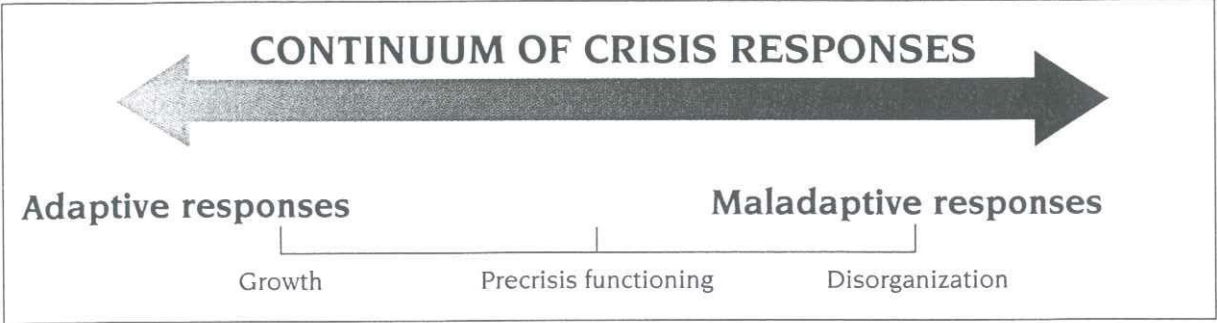 CONTINUUM OF CRISIS RESPONSES
Adaptive responses Maladaptive responses
Growth Precrisis functioning Disorganization